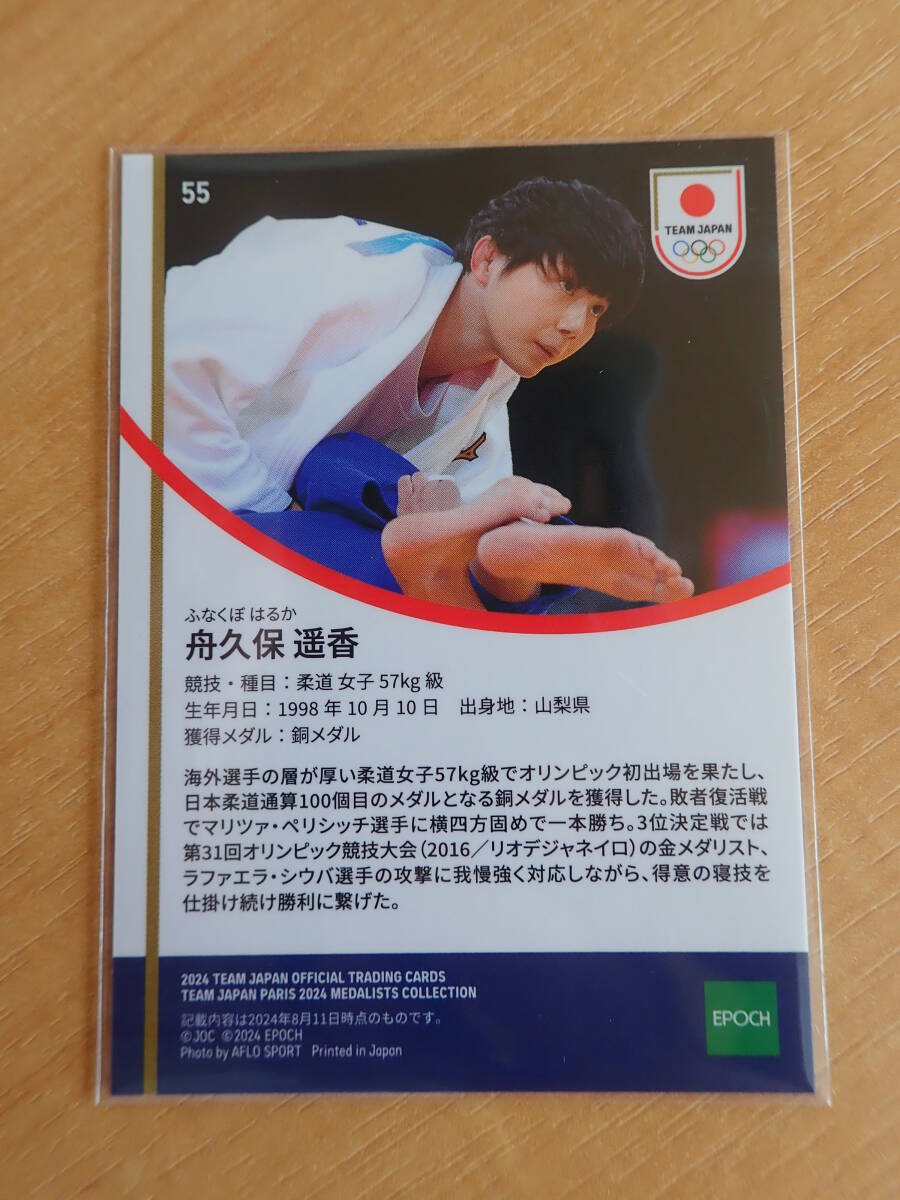 55
TEAM JAPAN
ふなくぼ はるか
舟久保 遥香
競技・種目：柔道 女子 57kg 級
生年月日：1998 年 10 月 10 日　出身地：山梨県
獲得メダル：銅メダル
海外選手の層が厚い柔道女子57kg級でオリンピック初出場を果たし、
日本柔道通算100個目のメダルとなる銅メダルを獲得した。敗者復活戦
でマリツァ・ペリシッチ選手に横四方固めで一本勝ち。3位決定戦では
第31回オリンピック競技大会（2016／リオデジャネイロ）の金メダリスト、
ラファエラ・シウバ選手の攻撃に我慢強く対応しながら、得意の寝技を
仕掛け続け勝利に繋げた。
2024 TEAM JAPAN OFFICIAL TRADING CARDS
TEAM JAPAN PARIS 2024 MEDALISTS COLLECTION
記載内容は2024年8月11日時点のものです。
©JOC ©2024 EPOCH
Photo by AFLO SPORT Printed in Japan
EPOCH